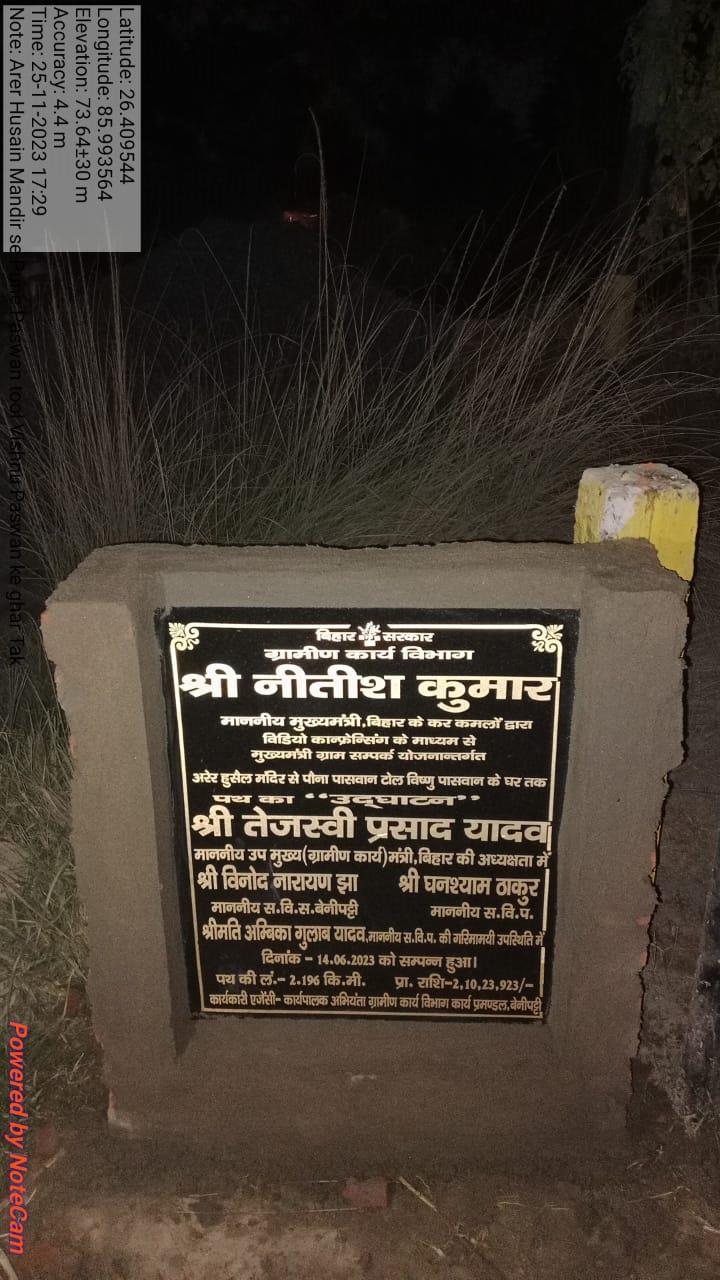 Latitude: 26.409544
Longitude: 85.993564
Elevation: 73.64±30 m
Accuracy: 4.4 m
Time: 25-11-2023 17:29
Note: Arer Husain Mandir se Pune Paswan tool Vishnu Paswan ke ghar Tak
बिहार सरकार
ग्रामीण कार्य विभाग
श्री नीतीश कुमार
माननीय मुख्यमंत्री,बिहार के कर कमलों द्वारा
विडियो कान्फ्रेन्सिंग के माध्यम से
मुख्यमंत्री ग्राम सम्पर्क योजनान्तर्गत
अरेर हुसैल मंदिर से पौना पासवान टोल विष्णु पासवान के घर तक
पथ का "उद्घाटन"
श्री तेजस्वी प्रसाद यादव
माननीय उप मुख्य(ग्रामीण कार्य)मंत्री,बिहार की अध्यक्षता में
श्री विनोद नारायण झा श्री घनश्याम ठाकुर
माननीय स.वि.स.बेनीपट्टी माननीय स.वि.प.
श्रीमति अम्बिका गुलाब यादव,माननीय स.वि.प. की गरिमामयी उपस्थिति में
दिनांक - 14.06.2023 को सम्पन्न हुआ।
पथ की लं.- 2.196 कि.मी. प्रा. राशि-2,10,23,923/-
कार्यकारी एजेंसी- कार्यपालक अभियंता ग्रामीण कार्य विभाग कार्य प्रमण्डल,बेनीपट्टी
Powered by NoteCam